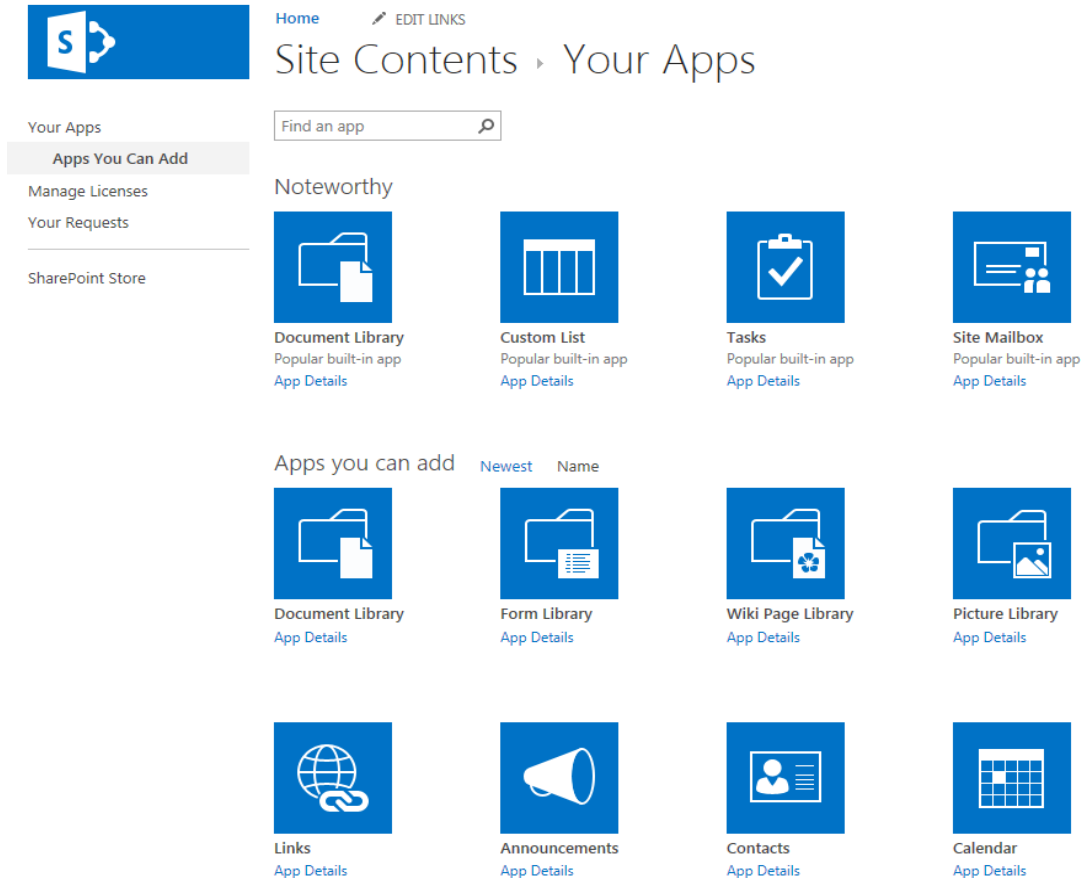 S
Home EDIT LINKS
Site Contents Your Apps
Find an app
Your Apps
Apps You Can Add
Manage Licenses
Your Requests
SharePoint Store
Noteworthy
Document Library Custom List Tasks Site Mailbox
Popular built-in app Popular built-in app Popular built-in app Popular built-in app
App Details App Details App Details App Details
Apps you can add Newest Name
Document Library Form Library Wiki Page Library Picture Library
App Details App Details App Details App Details
Links Announcements Contacts Calendar
App Details App Details App Details App Details